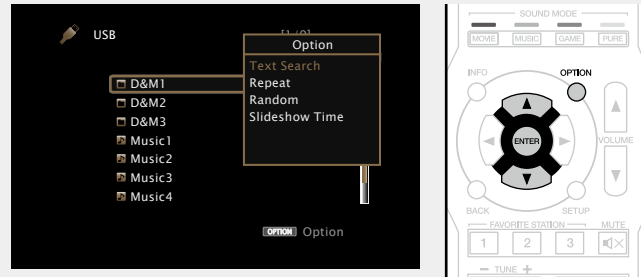 USB
[1/9]
Option
Text Search
Repeat
Random
Slideshow Time
D&M1
D&M2
D&M3
Music1
Music2
Music3
Music4
OPTION Option
SOUND MODE
MOVIE MUSIC GAME PURE
INFO OPTION
ENTER
VOLUME
BACK SETUP
FAVORITE STATION MUTE
1 2 3
− TUNE +